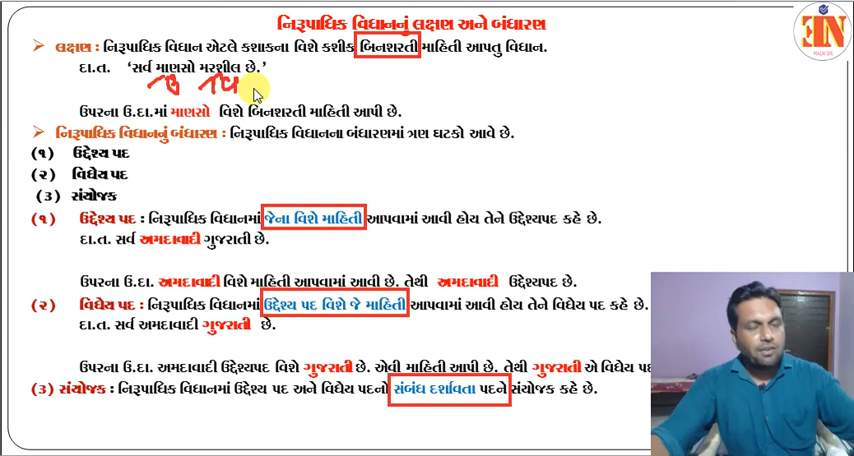 નિરૂપાધિક વિધાનનું લક્ષણ અને બંધારણ
લક્ષણ : નિરૂપાધિક વિધાન એટલે કશાકના વિશે કશીક બિનશરતી માહિતી આપતુ વિધાન.
દા.ત. ‘સર્વ માણસો મરણશીલ છે.’
ઉ વિ
ઉપરના ઉ.દા.માં માણસો વિશે બિનશરતી માહિતી આપી છે.
નિરૂપાધિક વિધાનનું બંધારણ : નિરૂપાધિક વિધાનના બંધારણમાં ત્રણ ઘટકો આવે છે.
(૧) ઉદ્દેશ્ય પદ
(૨) વિધેય પદ
(૩) સંયોજક
(૧) ઉદ્દેશ્ય પદ : નિરૂપાધિક વિધાનમાં જેના વિશે માહિતી આપવામાં આવી હોય તેને ઉદ્દેશ્યપદ કહે છે.
દા.ત. સર્વ અમદાવાદી ગુજરાતી છે.
ઉપરના ઉ.દા. અમદાવાદી વિશે માહિતી આપવામાં આવી છે. તેથી અમદાવાદી ઉદ્દેશ્યપદ છે.
(૨) વિધેય પદ : નિરૂપાધિક વિધાનમાં ઉદ્દેશ્ય પદ વિશે જે માહિતી આપવામાં આવી હોય તેને વિધેય પદ કહે છે.
દા.ત. સર્વ અમદાવાદી ગુજરાતી છે.
ઉપરના ઉ.દા. અમદાવાદી ઉદ્દેશ્યપદ વિશે ગુજરાતી છે. એવી માહિતી આપી છે. તેથી ગુજરાતી એ વિધેય પદ
(૩) સંયોજક : નિરૂપાધિક વિધાનમાં ઉદ્દેશ્ય પદ અને વિધેય પદનો સંબંધ દર્શાવતા પદને સંયોજક કહે છે.